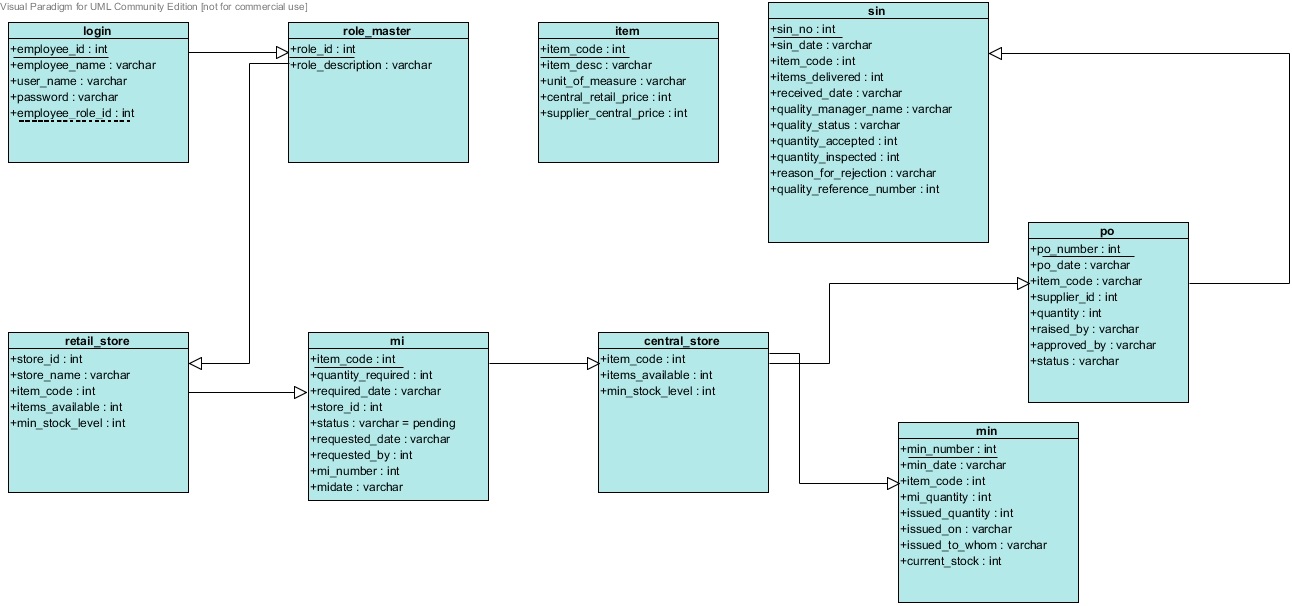 Visual Paradigm for UML Community Edition [not for commercial use]
login
+employee_id : int
+employee_name : varchar
+user_name : varchar
+password : varchar
+employee_role_id : int
role_master
+role_id : int
+role_description : varchar
item
+item_code : int
+item_desc : varchar
+unit_of_measure : varchar
+central_retail_price : int
+supplier_central_price : int
sin
+sin_no : int
+sin_date : varchar
+item_code : int
+items_delivered : int
+received_date : varchar
+quality_manager_name : varchar
+quality_status : varchar
+quantity_accepted : int
+quantity_inspected : int
+reason_for_rejection : varchar
+quality_reference_number : int
po
+po_number : int
+po_date : varchar
+item_code : varchar
+supplier_id : int
+quantity : int
+raised_by : varchar
+approved_by : varchar
+status : varchar
retail_store
+store_id : int
+store_name : varchar
+item_code : int
+items_available : int
+min_stock_level : int
mi
+item_code : int
+quantity_required : int
+required_date : varchar
+store_id : int
+status : varchar = pending
+requested_date : varchar
+requested_by : int
+mi_number : int
+midate : varchar
central_store
+item_code : int
+items_available : int
+min_stock_level : int
min
+min_number : int
+min_date : varchar
+item_code : int
+mi_quantity : int
+issued_quantity : int
+issued_on : varchar
+issued_to_whom : varchar
+current_stock : int